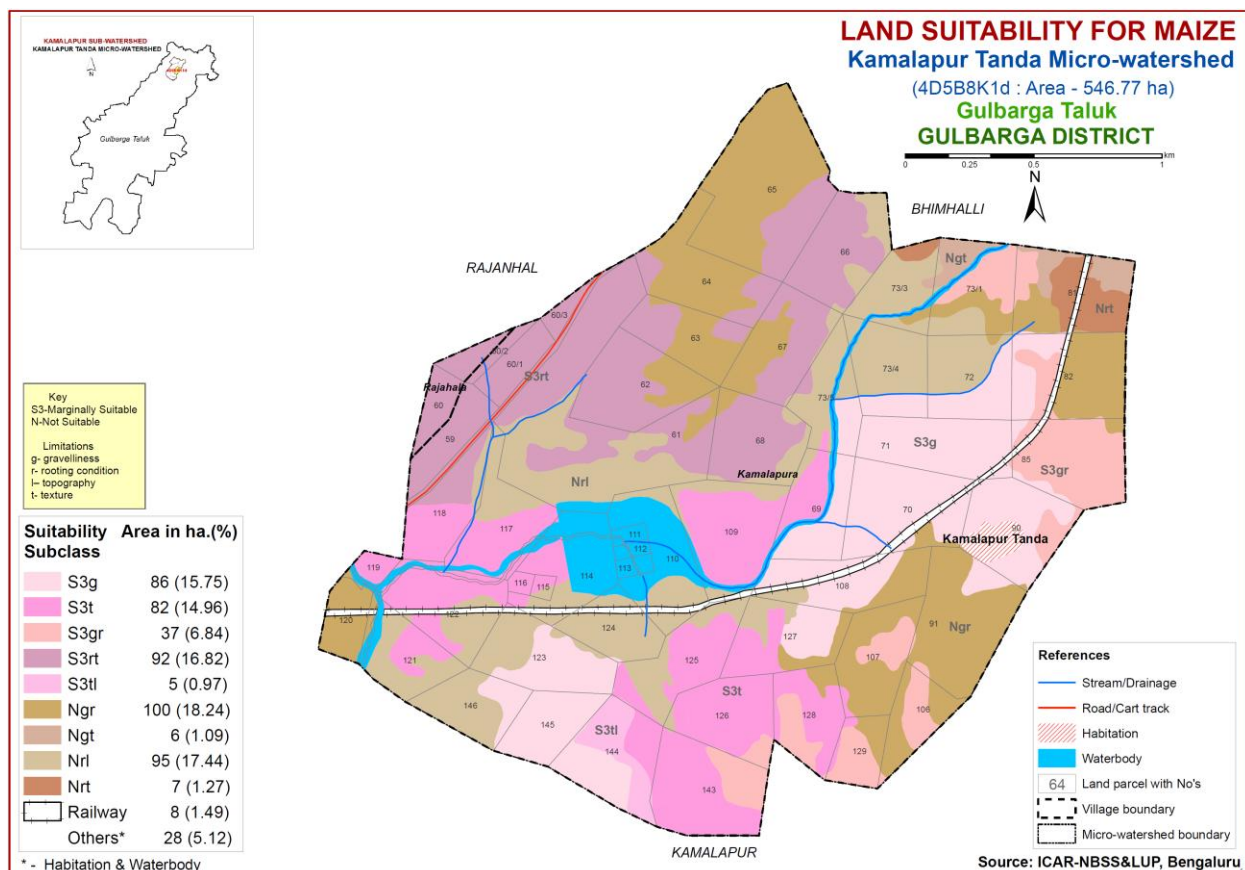 KAMALAPUR SUB-WATERSHED
KAMALAPUR TANDA MICRO-WATERSHED
N
Gulbarga Taluk
LAND SUITABILITY FOR MAIZE
Kamalapur Tanda Micro-watershed
(4D5B8K1d : Area - 546.77 ha)
Gulbarga Taluk
GULBARGA DISTRICT
0 0.25 0.5 1 km
N
BHIMHALLI
RAJANHAL
KAMALAPUR
65
66
64
63
67
62
61
68
60/3
60/2
60/1
S3rt
Rajahala
60
59
Ngt
73/3
73/1
81
Nrt
73/4
72
82
73/5
71
S3g
85
S3gr
Kamalapura
Nrl
69
70
90
Kamalapur Tanda
118
117
109
111
112
113
110
114
119
116
115
108
120
122
124
127
91
Ngr
121
123
125
107
S3t
146
145
126
128
106
S3tl
144
129
143
Key
S3-Marginally Suitable
N-Not Suitable
Limitations
g- gravelliness
r- rooting condition
l- topography
t- texture
Suitability Subclass Area in ha.(%)
S3g 86 (15.75)
S3t 82 (14.96)
S3gr 37 (6.84)
S3rt 92 (16.82)
S3tl 5 (0.97)
Ngr 100 (18.24)
Ngt 6 (1.09)
Nrl 95 (17.44)
Nrt 7 (1.27)
Railway 8 (1.49)
Others* 28 (5.12)
* - Habitation & Waterbody
References
Stream/Drainage
Road/Cart track
Habitation
Waterbody
64 Land parcel with No's
Village boundary
Micro-watershed boundary
Source: ICAR-NBSS&LUP, Bengaluru